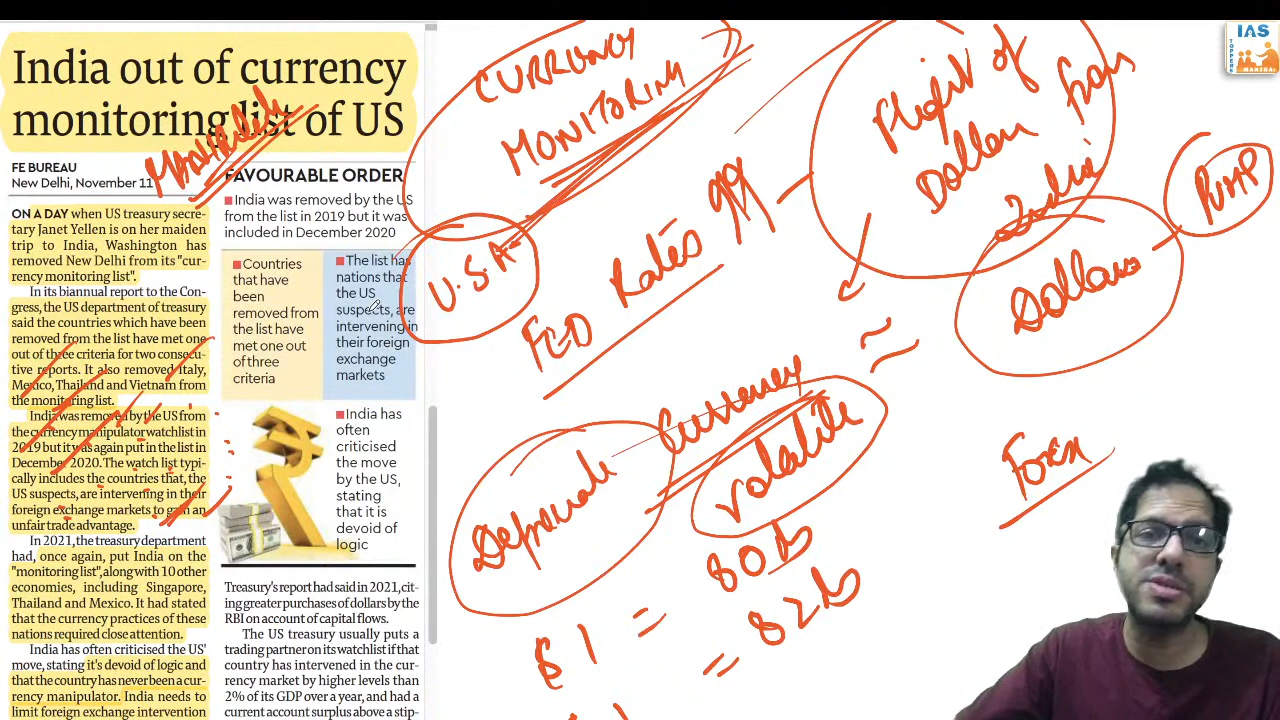 India out of currency
monitoring list of US
FE BUREAU
New Delhi, November 11
ON A DAY when US treasury secre-
tary Janet Yellen is on her maiden
trip to India, Washington has
removed New Delhi from its "cur-
rency monitoring list".
In its biannual report to the Con-
gress, the US department of treasury
said the countries which have been
removed from the list have met one
out of three criteria for two consecu-
tive reports. It also removed Italy,
Mexico, Thailand and Vietnam from
the monitoring list.
India was removed by the US from
the currency manipulator watchlist in
2019 but it was again put in the list in
December 2020. The watch list typi-
cally includes the countries that, the
US suspects, are intervening in their
foreign exchange markets to gain an
unfair trade advantage.
In 2021, the treasury department
had, once again, put India on the
"monitoring list", along with 10 other
economies, including Singapore,
Thailand and Mexico. It had stated
that the currency practices of these
nations required close attention.
India has often criticised the US'
move, stating it's devoid of logic and
that the country has never been a cur-
rency manipulator. India needs to
limit foreign exchange intervention
FAVOURABLE ORDER
India was removed by the US
from the list in 2019 but it was
included in December 2020
Countries
that have
been
removed from
the list have
met one out
of three
criteria
The list has
nations that
the US
suspects, are
intervening in
their foreign
exchange
markets
India has
often
criticised
the move
by the US,
stating
that it is
devoid of
logic
Treasury's report had said in 2021, cit-
ing greater purchases of dollars by the
RBI on account of capital flows.
The US treasury usually puts a
trading partner on its watchlist if that
country has intervened in the cur-
rency market by higher levels than
2% of its GDP over a year, and had a
current account surplus above a stip-
CURRENCY
MONITORING
U.S.A
FED Rates
Flight of
Dollars from
India
Dollars
PUMP
Currency
volatile
Depreciate
Forex
$1 = 80
= 82
IAS
TOPPERS
MANTRA